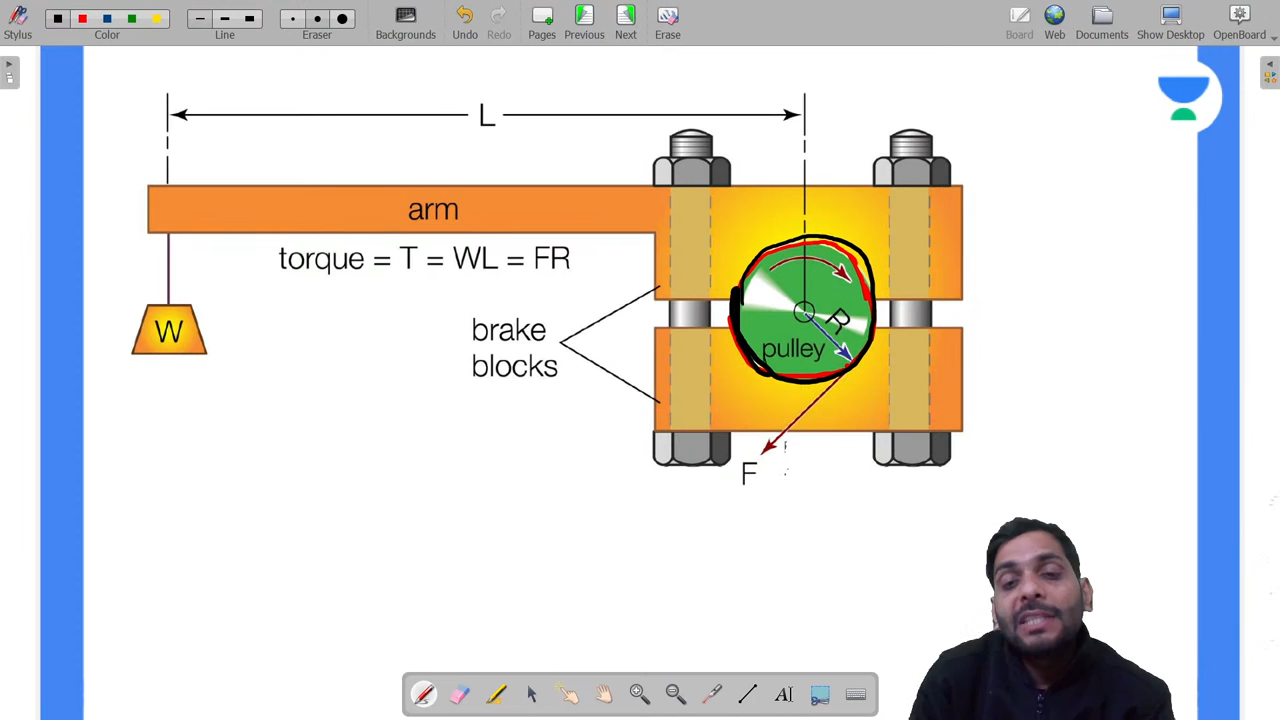 Stylus
Color
Line
Eraser
Backgrounds
Undo
Redo
Pages
Previous
Next
Erase
Board
Web
Documents
Show Desktop
OpenBoard
L
arm
torque = T = WL = FR
W
brake
blocks
R
pulley
F
AI